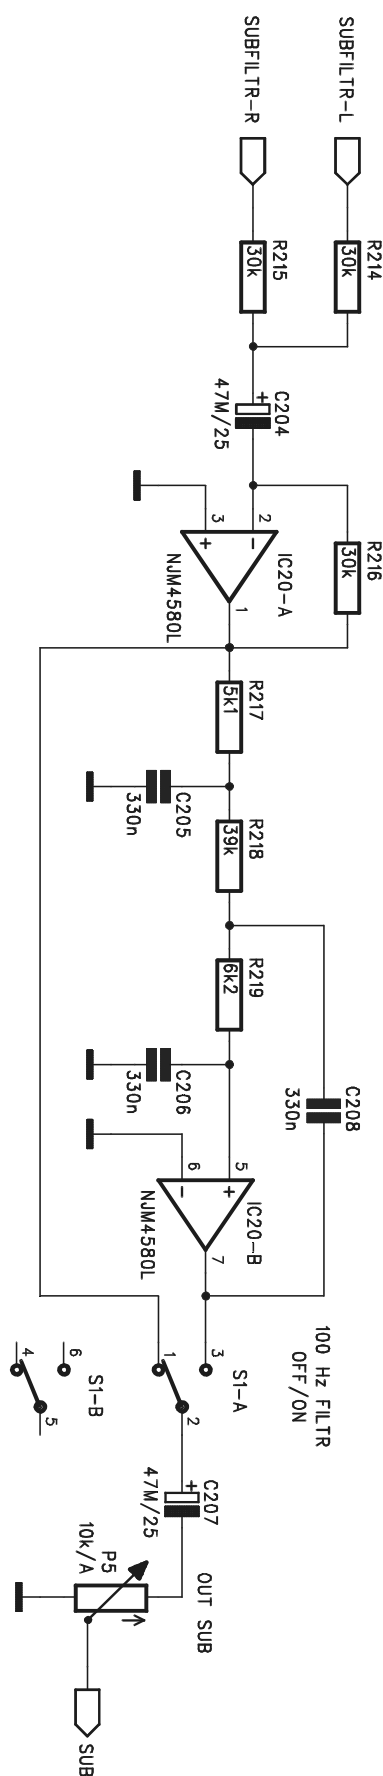 SUBFILTR-L
SUBFILTR-R
R214
30k
R215
30k
C204
+
47M/25
R216
30k
IC20-A
2
3
-
+
1
NJM4580L
R217
5k1
C205
330n
R218
39k
R219
6k2
C206
330n
C208
330n
IC20-B
5
6
+
-
7
NJM4580L
100 Hz FILTR
OFF/ON
S1-A
3
1
2
S1-B
6
4
5
C207
+
47M/25
OUT SUB
P5
10k/A
SUB